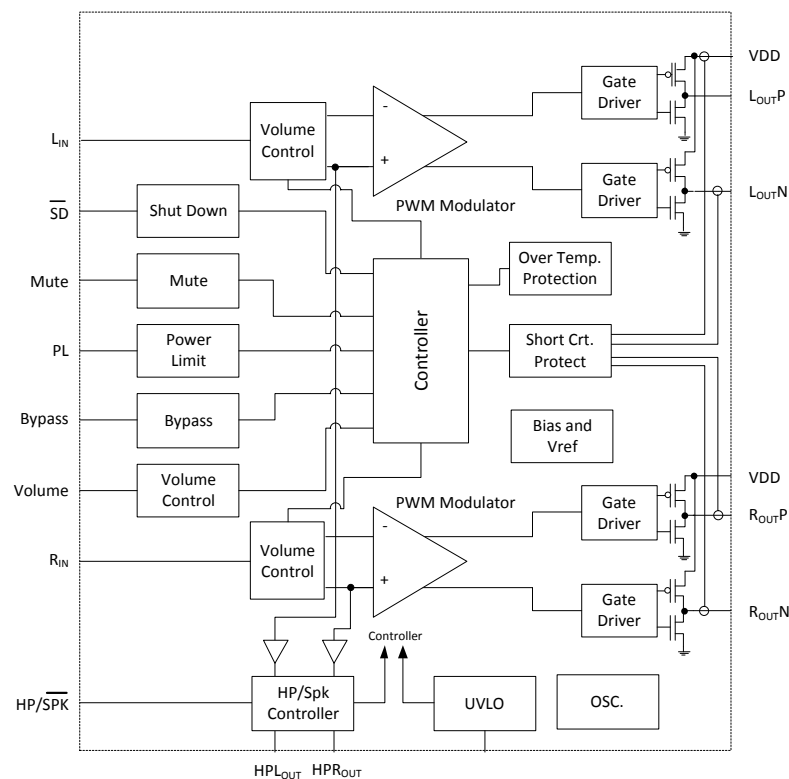 VDD
Gate
Driver
L_OUTP
Volume
Control
-
+
L_IN
Gate
Driver
L_OUTN
PWM Modulator
S̅D̅
Shut Down
Over Temp.
Protection
Mute
Mute
Controller
PL
Power
Limit
Short Crt.
Protect
Bypass
Bypass
Bias and
Vref
Volume
Volume
Control
VDD
PWM Modulator
Gate
Driver
R_OUTP
R_IN
Volume
Control
-
+
Gate
Driver
R_OUTN
Controller
HP/S̅P̅K̅
HP/Spk
Controller
UVLO
OSC.
HPL_OUT
HPR_OUT